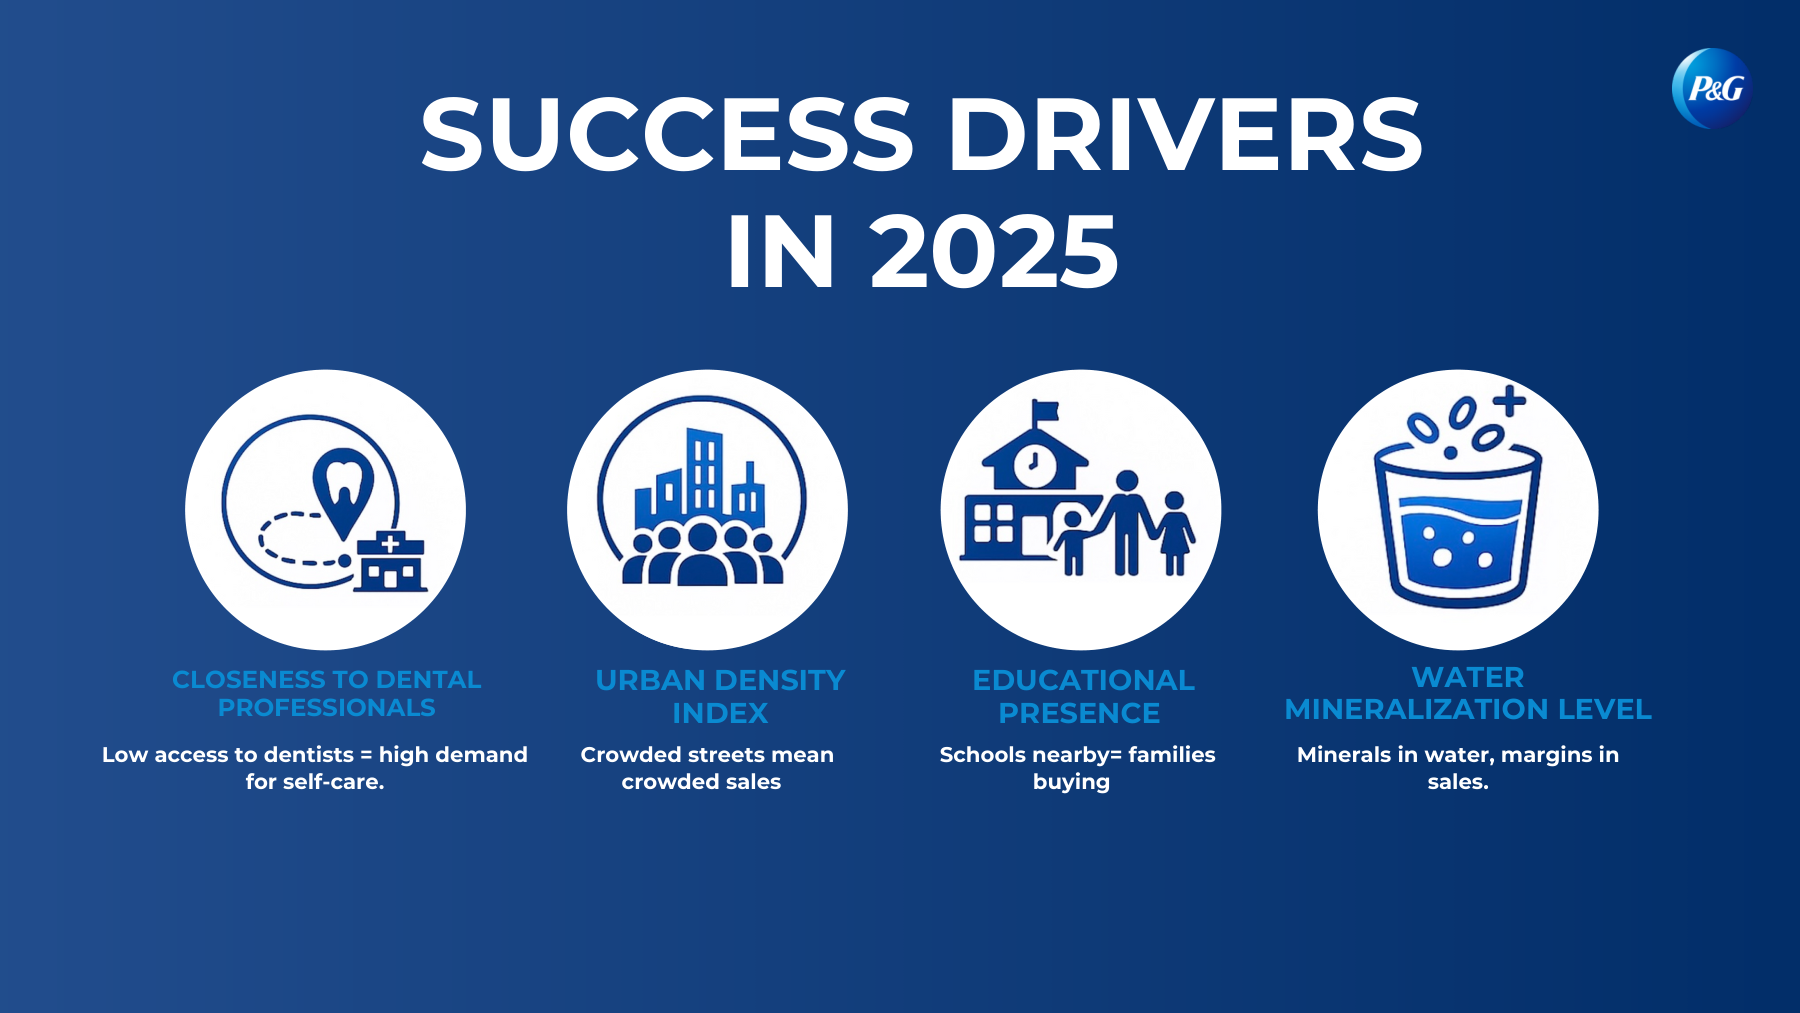 P&G
SUCCESS DRIVERS
IN 2025
CLOSENESS TO DENTAL
PROFESSIONALS
Low access to dentists = high demand
for self-care.
URBAN DENSITY
INDEX
Crowded streets mean
crowded sales
EDUCATIONAL
PRESENCE
Schools nearby= families
buying
WATER
MINERALIZATION LEVEL
Minerals in water, margins in
sales.